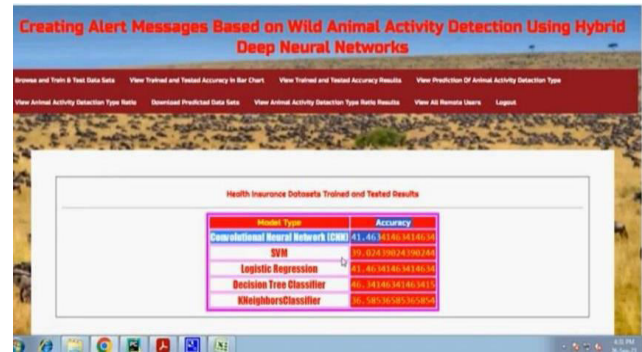 Creating Alert Messages Based on Wild Animal Activity Detection Using Hybrid
Deep Neural Networks
Browse and Train & Test Data Sets View Trained and Tested Accuracy in Bar Chart View Trained and Tested Accuracy Results View Prediction Of Animal Activity Detection Type
View Animal Activity Detection Type Ratio Download Predicted Data Sets View Animal Activity Detection Type Ratio Results View All Remote Users Logout
Health Insurance Datasets Trained and Tested Results
Model Type Accuracy
Convolutional Neural Network (CNN) 41.46341463414634
SVM 39.02439024390244
Logistic Regression 41.46341463414634
Decision Tree Classifier 46.34146341463415
KNeighborsClassifier 36.58536585365854